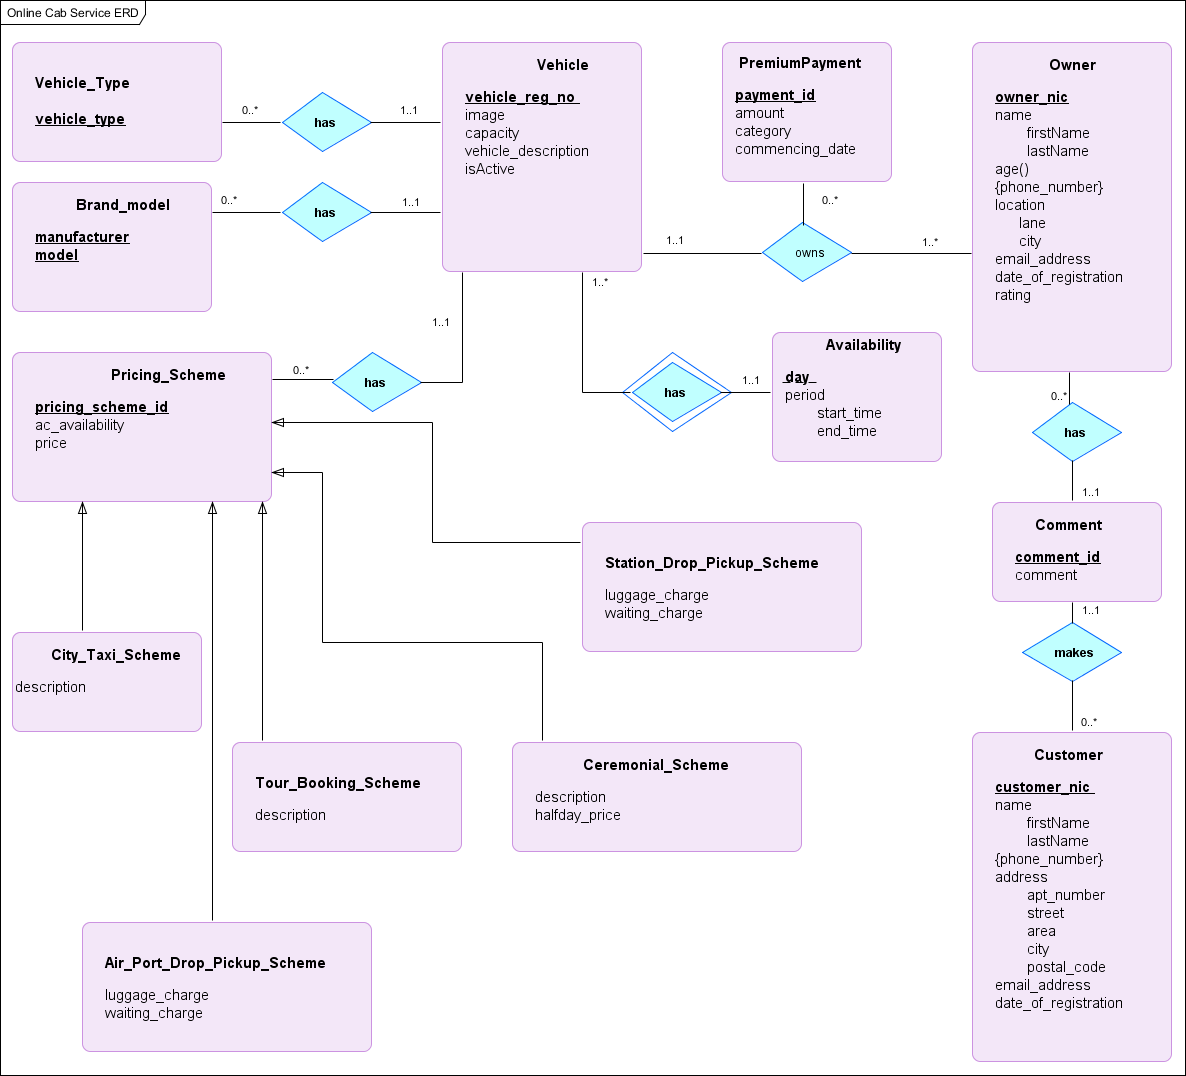 Online Cab Service ERD
Vehicle_Type
vehicle_type
0..*
has
1..1
Vehicle
vehicle_reg_no
image
capacity
vehicle_description
isActive
PremiumPayment
payment_id
amount
category
commencing_date
Owner
owner_nic
name
firstName
lastName
age()
{phone_number}
location
lane
city
email_address
date_of_registration
rating
Brand_model
manufacturer
model
0..*
has
1..1
0..*
1..1
owns
1..*
1..1
1..*
Pricing_Scheme
pricing_scheme_id
ac_availability
price
0..*
has
has
1..1
Availability
day
period
start_time
end_time
0..*
has
1..1
Comment
comment_id
comment
1..1
makes
0..*
Station_Drop_Pickup_Scheme
luggage_charge
waiting_charge
City_Taxi_Scheme
description
Tour_Booking_Scheme
description
Ceremonial_Scheme
description
halfday_price
Customer
customer_nic
name
firstName
lastName
{phone_number}
address
apt_number
street
area
city
postal_code
email_address
date_of_registration
Air_Port_Drop_Pickup_Scheme
luggage_charge
waiting_charge